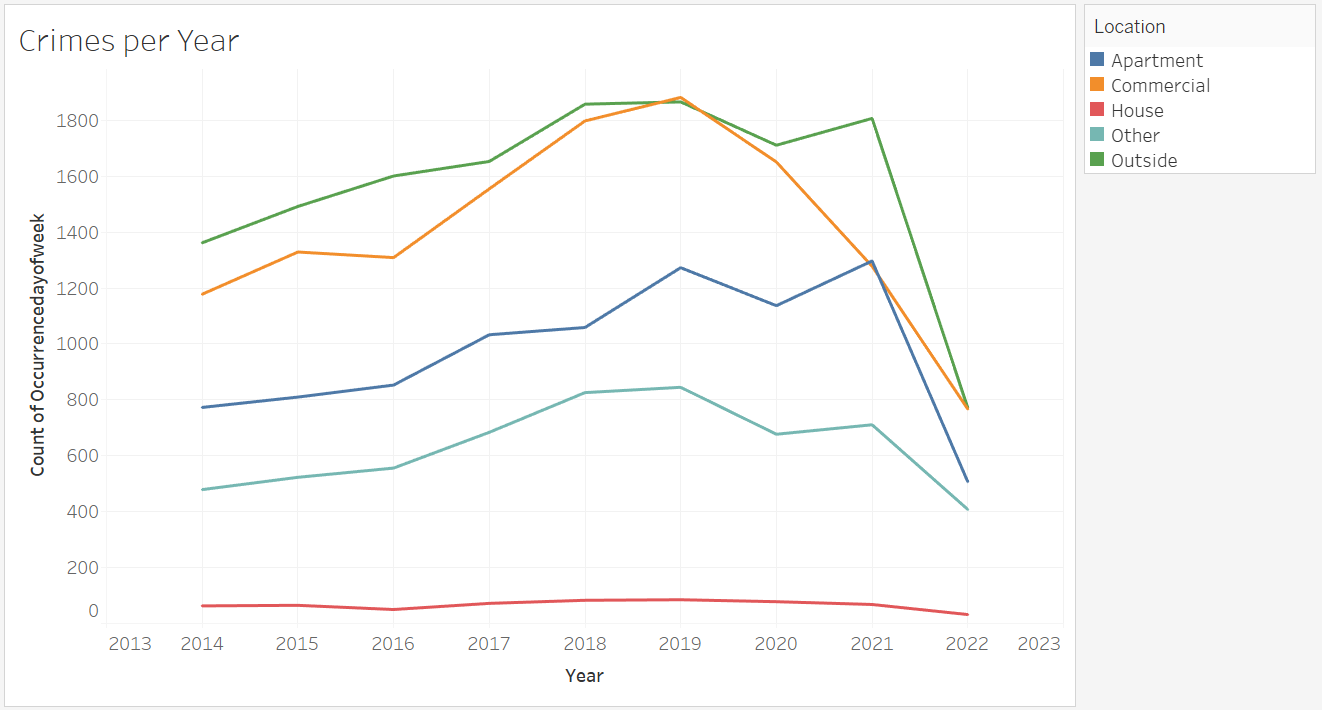 Crimes per Year
Location
Apartment
Commercial
House
Other
Outside
Count of Occurrencedayofweek
1800
1600
1400
1200
1000
800
600
400
200
0
2013 2014 2015 2016 2017 2018 2019 2020 2021 2022 2023
Year